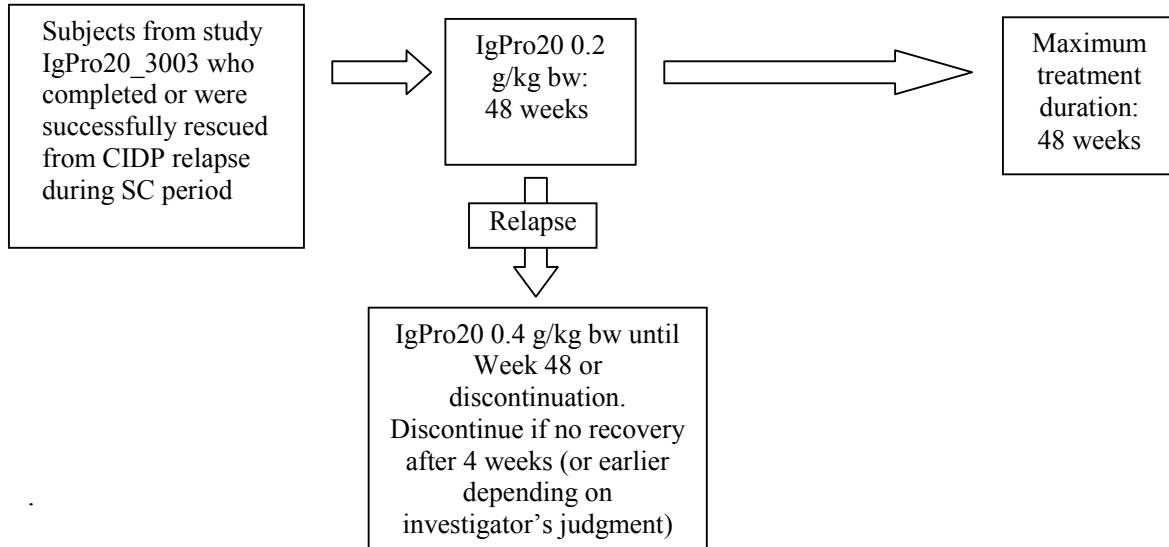 Subjects from study
IgPro20_3003 who
completed or were
successfully rescued
from CIDP relapse
during SC period
IgPro20 0.2
g/kg bw:
48 weeks
Maximum
treatment
duration:
48 weeks
Relapse
IgPro20 0.4 g/kg bw until
Week 48 or
discontinuation.
Discontinue if no recovery
after 4 weeks (or earlier
depending on
investigator’s judgment)
.